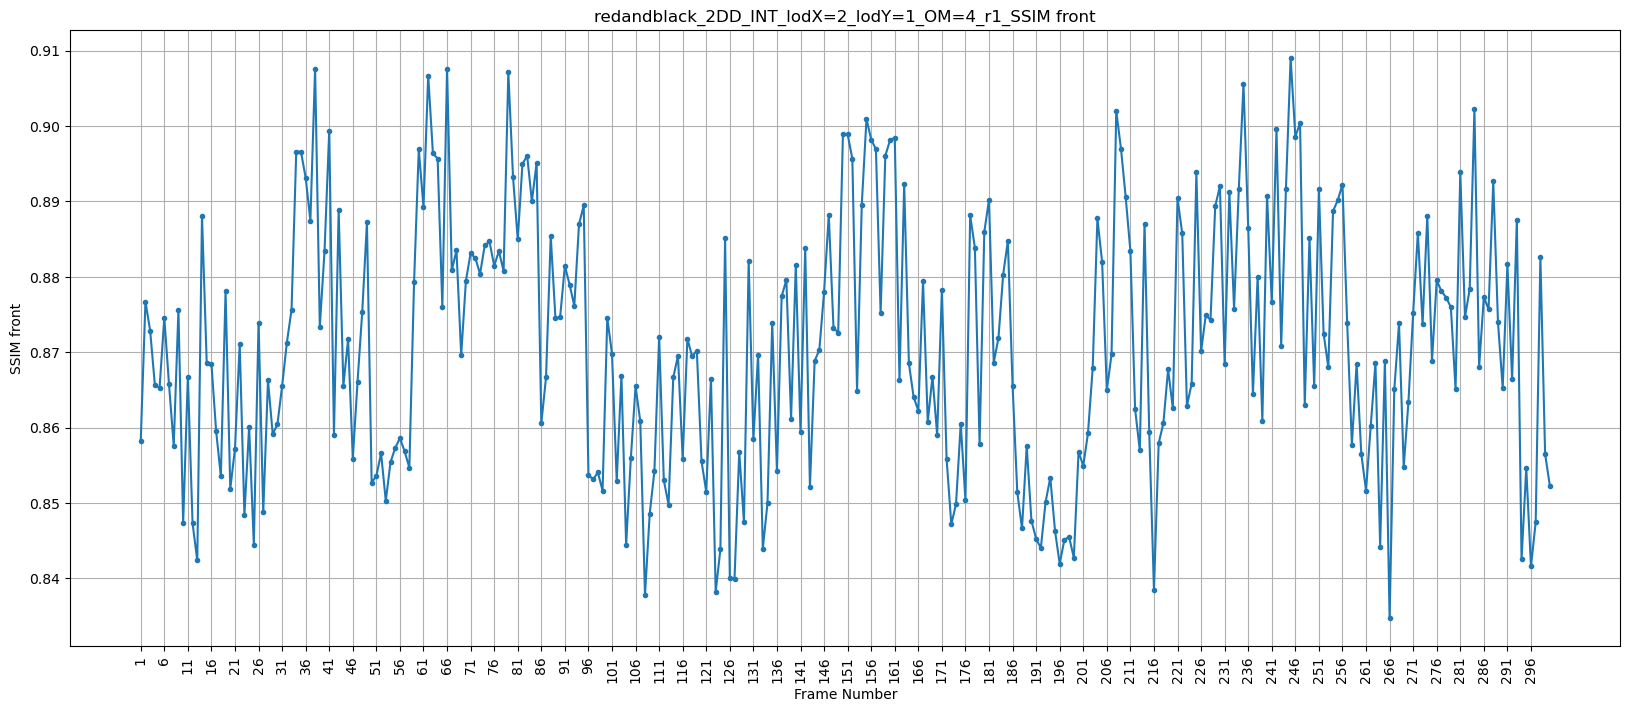 redandblack_2DD_INT_lodX=2_lodY=1_OM=4_r1_SSIM front
0.91
0.90
0.89
0.88
0.87
0.86
0.85
0.84
SSIM front
1 6 11 16 21 26 31 36 41 46 51 56 61 66 71 76 81 86 91 96 101 106 111 116 121 126 131 136 141 146 151 156 161 166 171 176 181 186 191 196 201 206 211 216 221 226 231 236 241 246 251 256 261 266 271 276 281 286 291 296
Frame Number